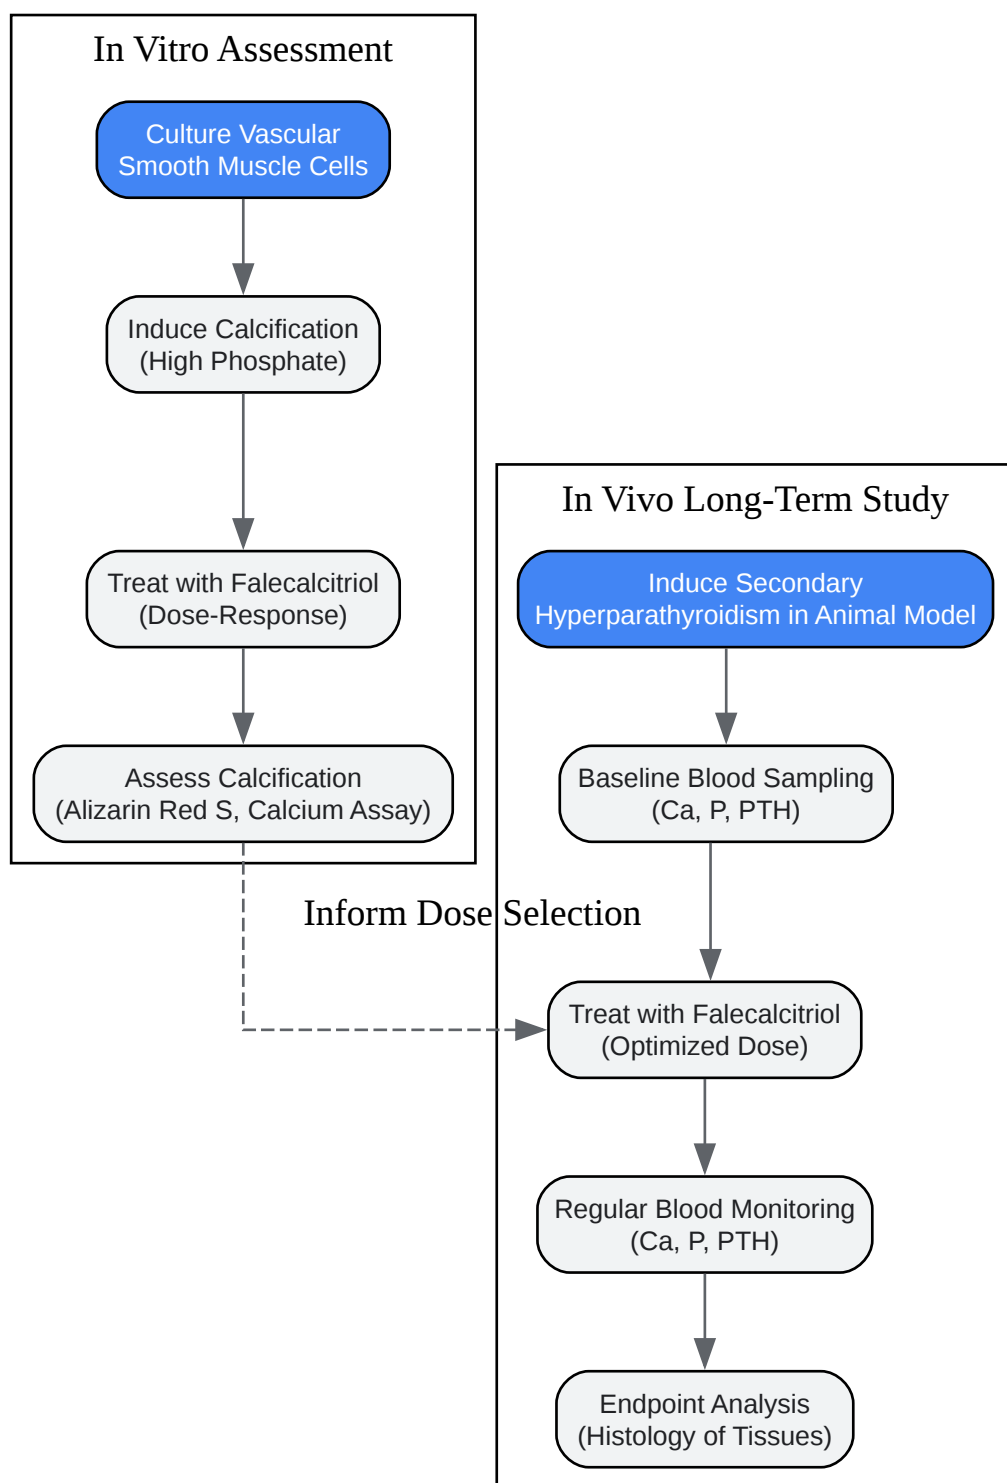 In Vitro Assessment
Culture Vascular
Smooth Muscle Cells
Induce Calcification
(High Phosphate)
Treat with Falecalcitriol
(Dose-Response)
Assess Calcification
(Alizarin Red S, Calcium Assay)
Inform Dose Selection
In Vivo Long-Term Study
Induce Secondary
Hyperparathyroidism in Animal Model
Baseline Blood Sampling
(Ca, P, PTH)
Treat with Falecalcitriol
(Optimized Dose)
Regular Blood Monitoring
(Ca, P, PTH)
Endpoint Analysis
(Histology of Tissues)